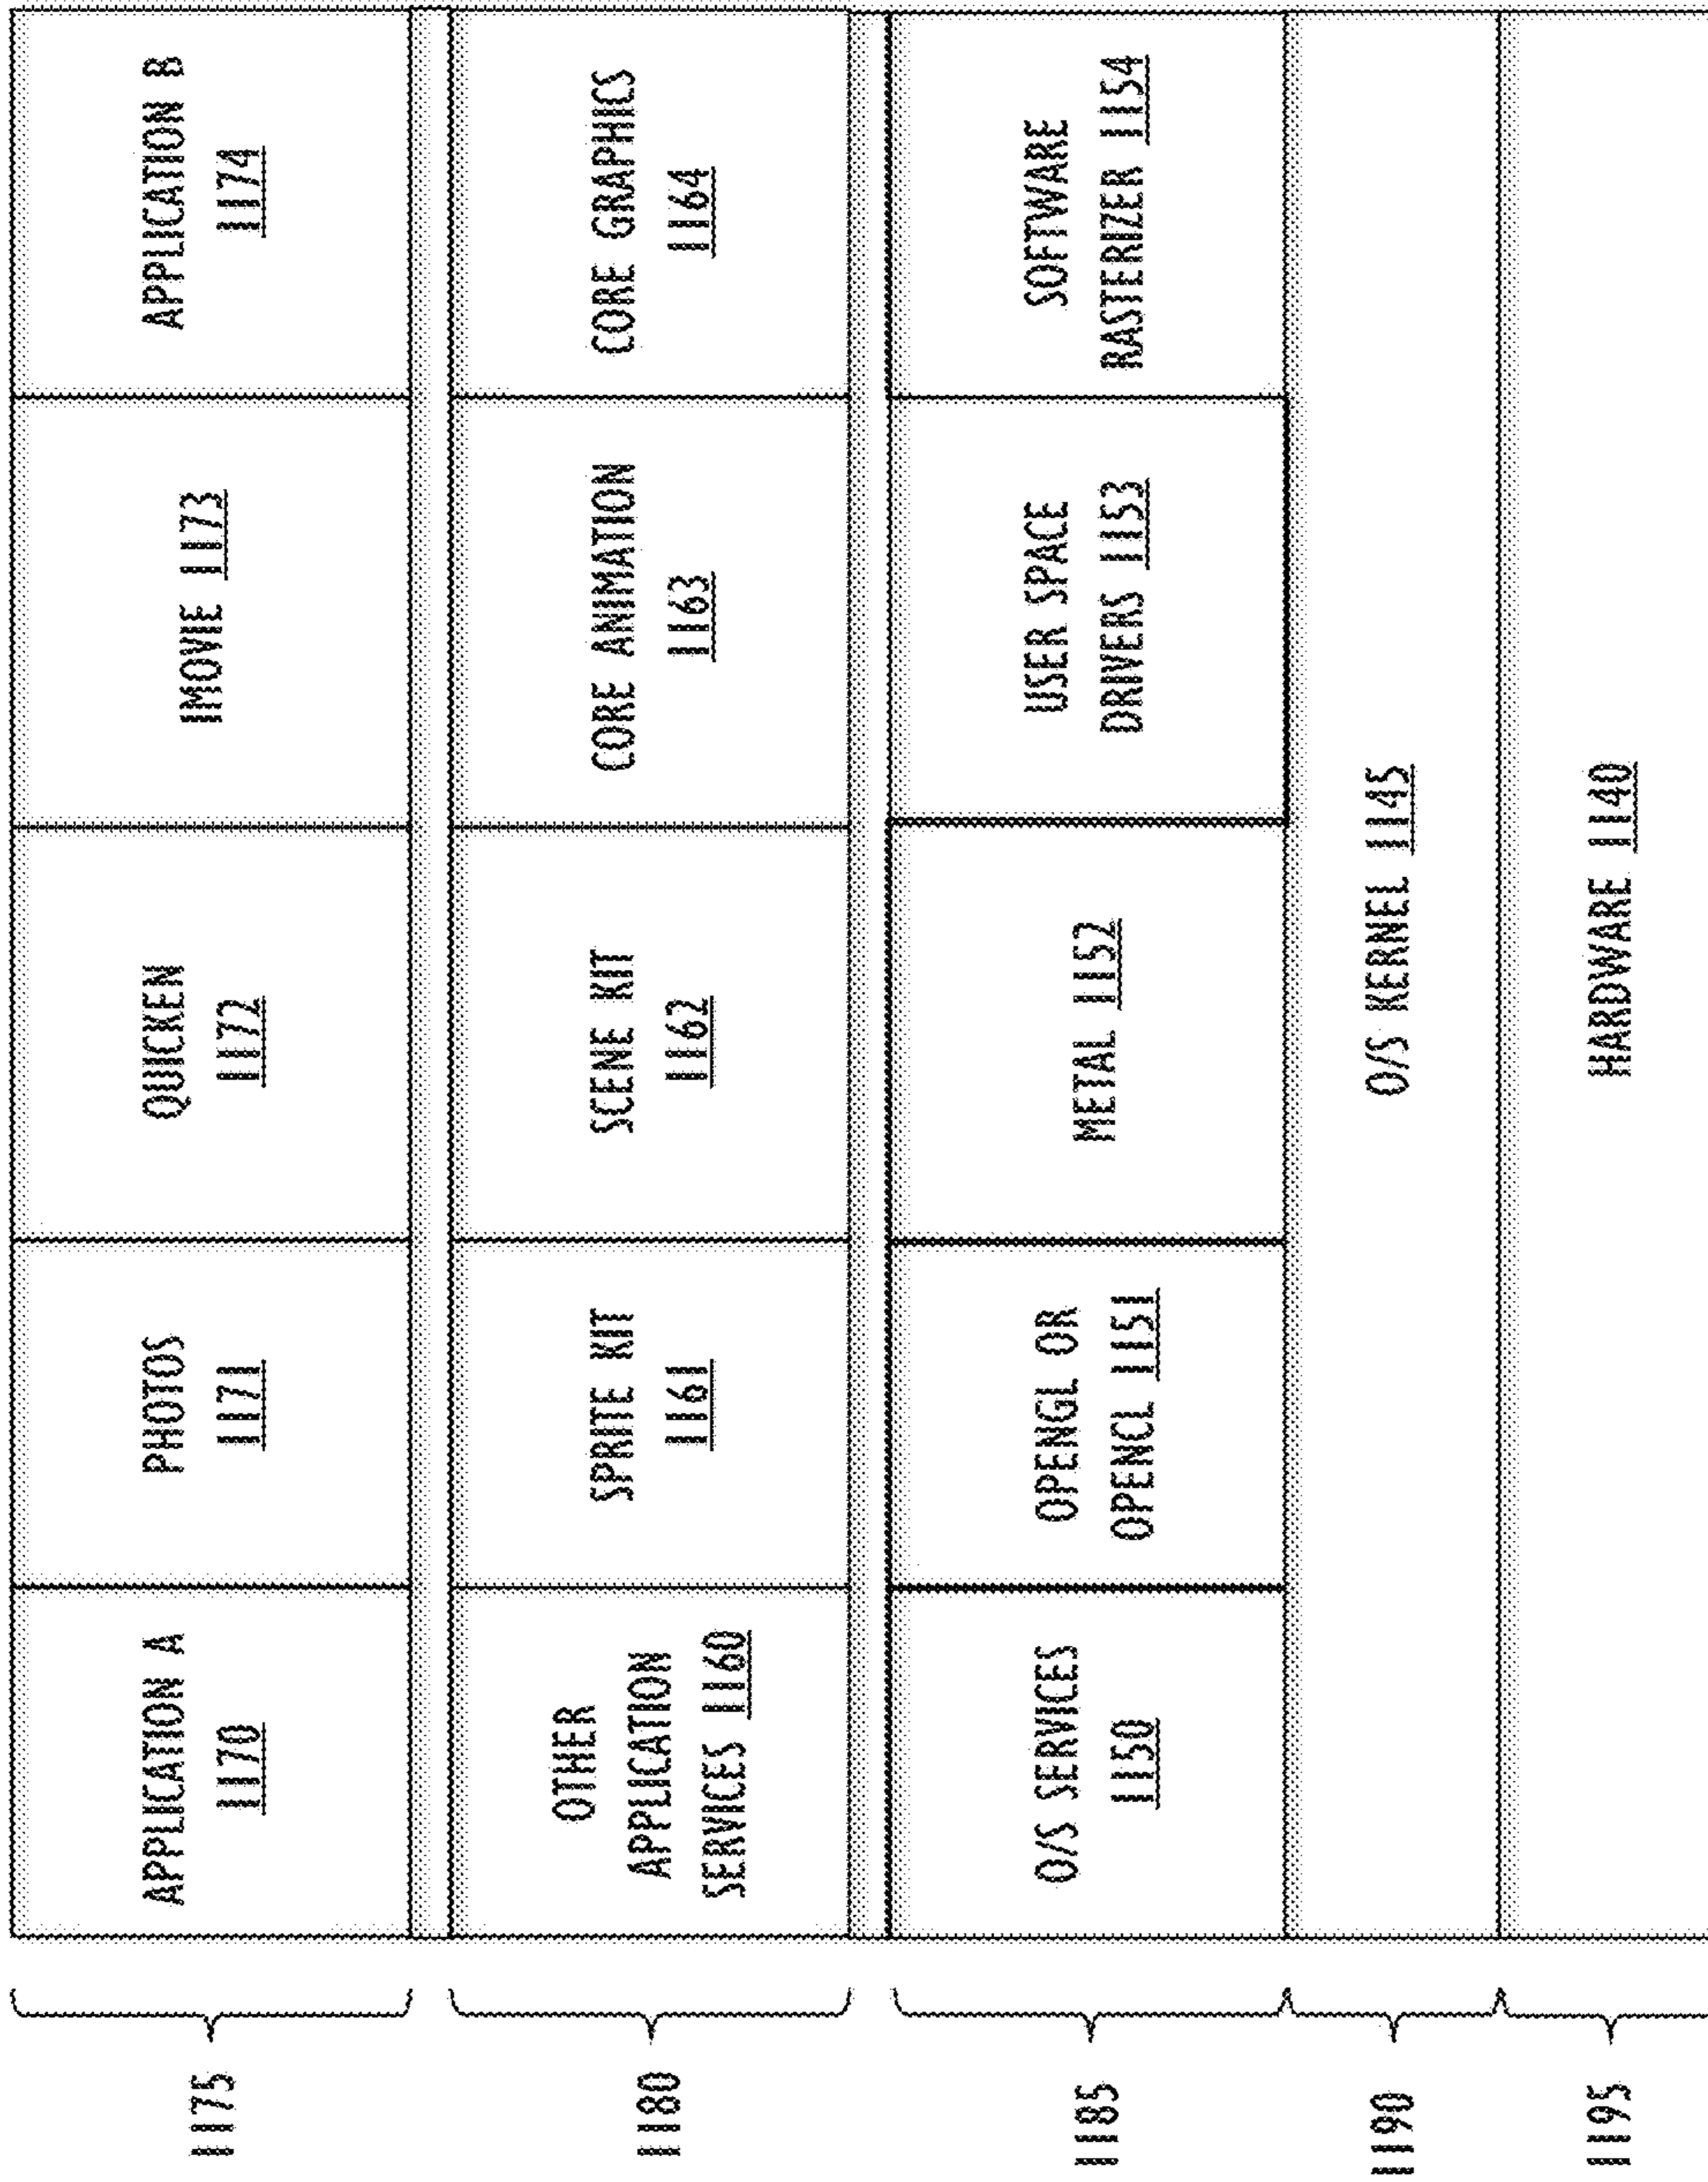 1175
APPLICATION A
1170
PHOTOS
1171
QUICKEN
1172
IMOVIE 1173
APPLICATION B
1174
1180
OTHER
APPLICATION
SERVICES 1160
SPRITE KIT
1161
SCENE KIT
1162
CORE ANIMATION
1163
CORE GRAPHICS
1164
1185
O/S SERVICES
1150
OPENGL OR
OPENCL 1151
METAL 1152
USER SPACE
DRIVERS 1153
SOFTWARE
RASTERIZER 1154
1190
O/S KERNEL 1145
1195
HARDWARE 1140